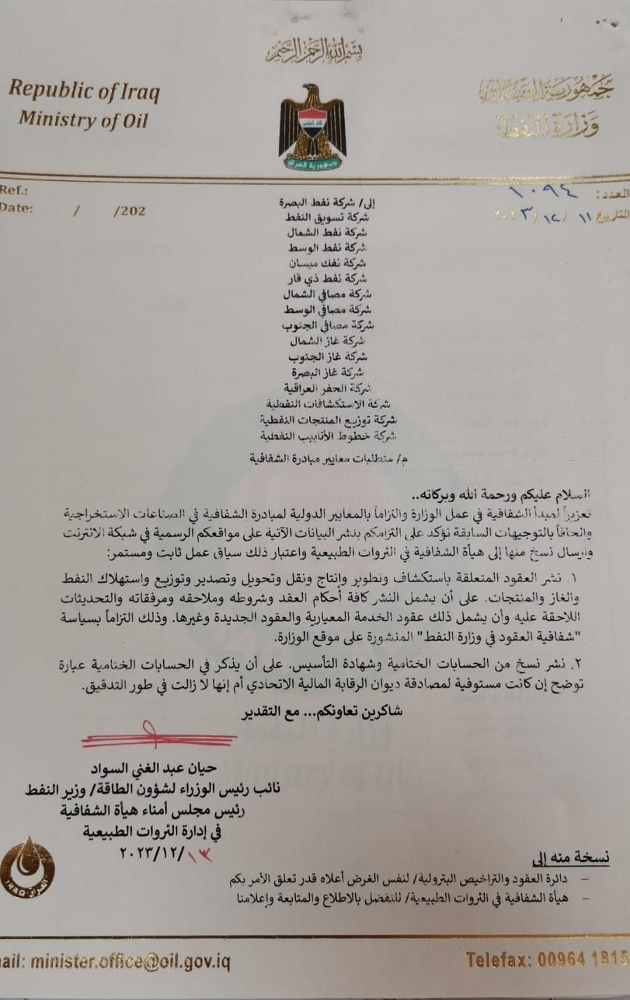 بسم الله الرحمن الرحيم
Republic of Iraq
Ministry of Oil
جمهورية العراق
وزارة النفط
جمهورية العراق
Ref.:
Date: / /202
العدد: ١٠٩٤
التاريخ ١١ /١٢/ ٢٠٢٣
إلى/ شركة نفط البصرة
شركة تسويق النفط
شركة نفط الشمال
شركة نفط الوسط
شركة نفك ميسان
شركة نفط ذي قار
شركة مصافي الشمال
شركة مصافي الوسط
شركة مصافي الجنوب
شركة غاز الشمال
شركة غاز الجنوب
شركة غاز البصرة
شركة الحفر العراقية
شركة الاستكشافات النفطية
شركة توزيع المنتجات النفطية
شركة خطوط الأنابيب النفطية
م/ متطلبات معايير مبادرة الشفافية
السلام عليكم ورحمة الله وبركاته..
تعزيزاً لمبدأ الشفافية في عمل الوزارة والتزاماً بالمعايير الدولية لمبادرة الشفافية في الصناعات الاستخراجية
والحاقاً بالتوجيهات السابقة نؤكد على التزامكم بنشر البيانات الآتية على مواقعكم الرسمية في شبكة الانترنت
وارسال نسخ منها إلى هيأة الشفافية في الثروات الطبيعية واعتبار ذلك سياق عمل ثابت ومستمر:
١. نشر العقود المتعلقة باستكشاف وتطوير وإنتاج ونقل وتحويل وتصدير وتوزيع واستهلاك النفط
والغاز والمنتجات. على أن يشمل النشر كافة أحكام العقد وشروطه وملاحقه ومرفقاته والتحديثات
اللاحقة عليه وأن يشمل ذلك عقود الخدمة المعيارية والعقود الجديدة وغيرها. وذلك التزاماً بسياسة
"شفافية العقود في وزارة النفط" المنشورة على موقع الوزارة.
٢. نشر نسخ من الحسابات الختامية وشهادة التأسيس. على أن يذكر في الحسابات الختامية عبارة
توضح إن كانت مستوفية لمصادقة ديوان الرقابة المالية الاتحادي أم إنها لا زالت في طور التدقيق.
شاكرين تعاونكم... مع التقدير
حيان عبد الغني السواد
نائب رئيس الوزراء لشؤون الطاقة/ وزير النفط
رئيس مجلس أمناء هيأة الشفافية
في إدارة الثروات الطبيعية
١٣/١٢/٢٠٢٣
نسخة منه إلى
– دائرة العقود والتراخيص البترولية/ لنفس الغرض أعلاه قدر تعلق الأمر بكم
– هيأة الشفافية في الثروات الطبيعية/ للتفضل بالاطلاع والمتابعة وإعلامنا
العراق IRAQ
ail: minister.office@oil.gov.iq
Telefax: 00964 1815